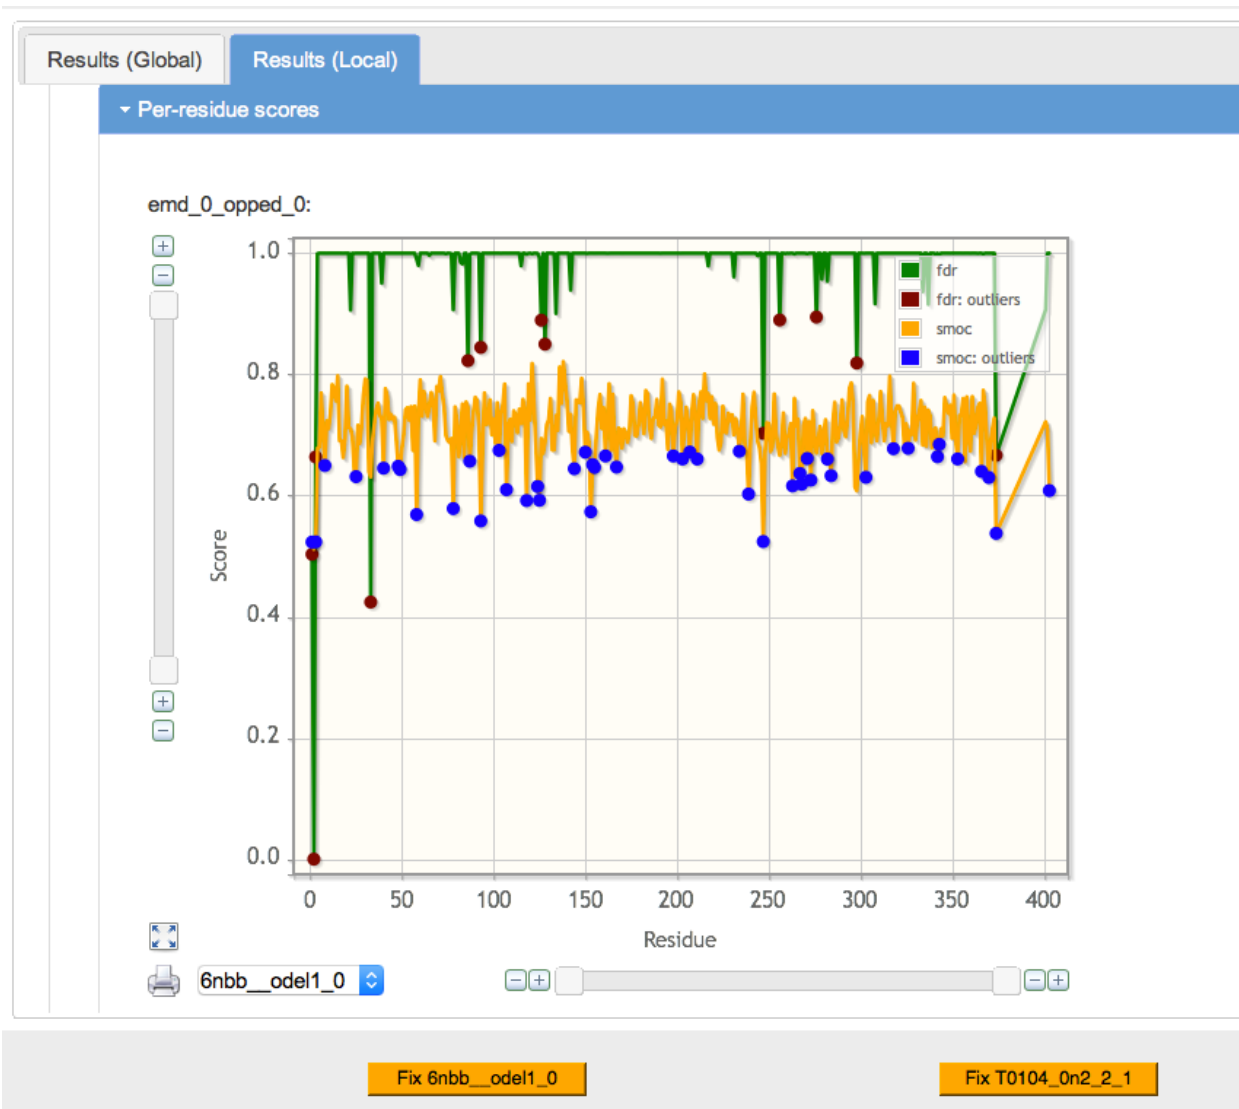 Results (Global)
Results (Local)
Per-residue scores
emd_0_opped_0:
1.0
0.8
0.6
0.4
0.2
0.0
Score
fdr
fdr: outliers
smoc
smoc: outliers
0 50 100 150 200 250 300 350 400
Residue
6nbb__odel1_0
Fix 6nbb__odel1_0
Fix T0104_0n2_2_1